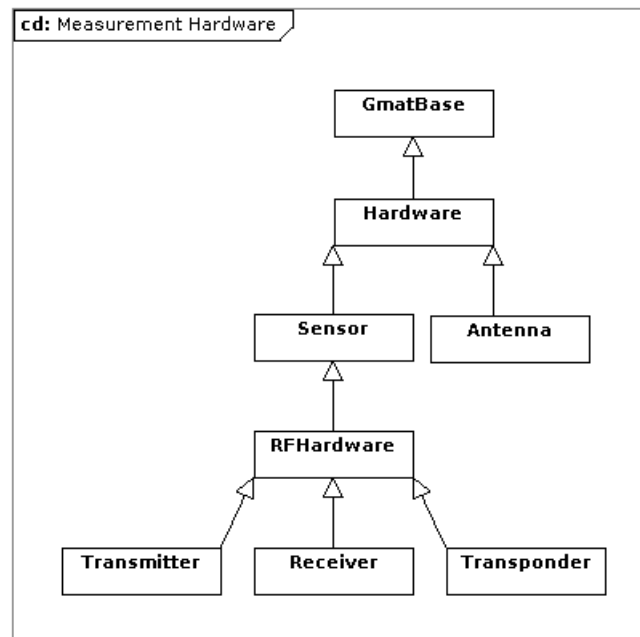 cd: Measurement Hardware
GmatBase
Hardware
Sensor
Antenna
RFHardware
Transmitter
Receiver
Transponder